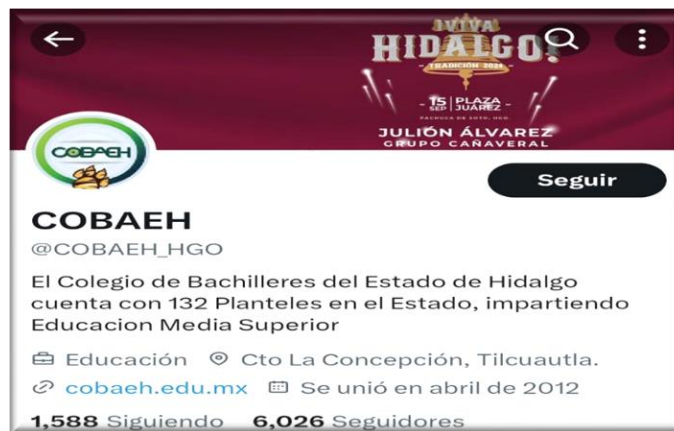 ¡VIVA
HIDALGO!
TRADICIÓN 2024
15 SEP | PLAZA JUÁREZ
PACHUCA DE SOTO, HGO.
JULIÓN ÁLVAREZ
GRUPO CAÑAVERAL
COBAEH
Seguir
COBAEH
@COBAEH_HGO
El Colegio de Bachilleres del Estado de Hidalgo
cuenta con 132 Planteles en el Estado, impartiendo
Educacion Media Superior
Educación Cto La Concepción, Tilcuautla.
cobaeh.edu.mx Se unió en abril de 2012
1,588 Siguiendo 6,026 Seguidores